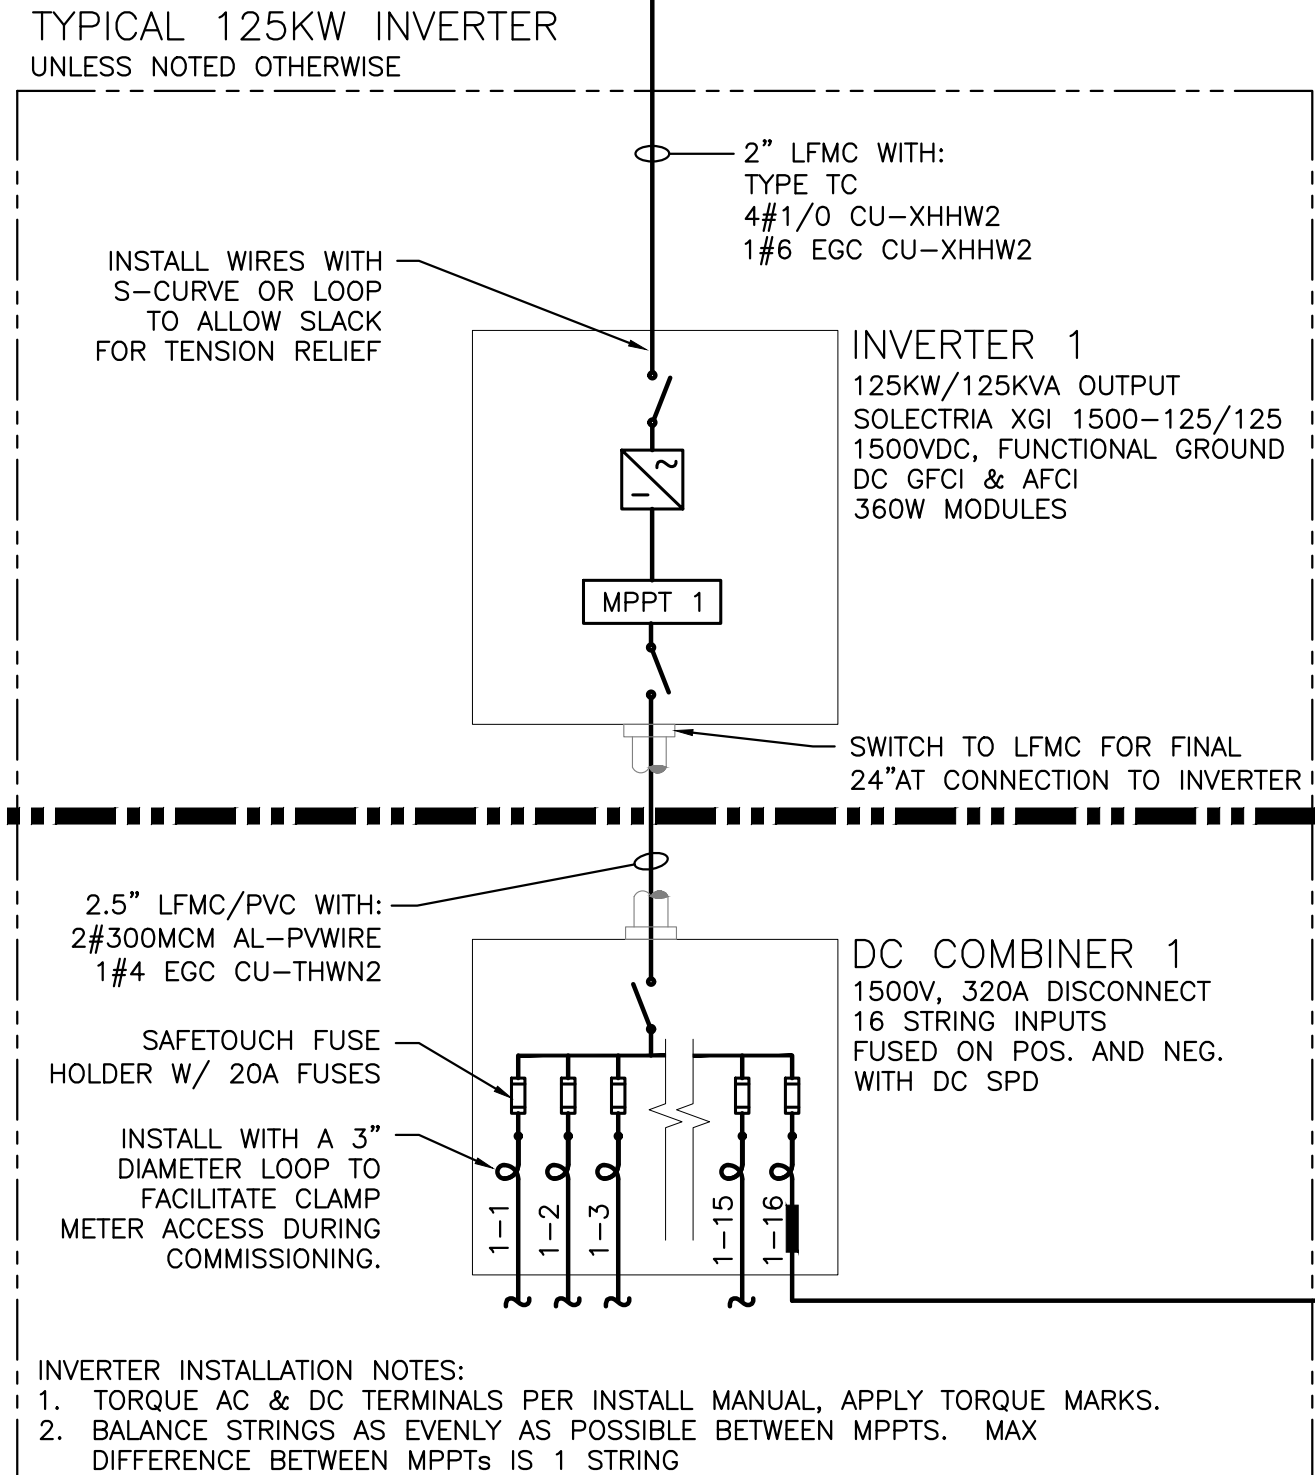 TYPICAL 125KW INVERTER
UNLESS NOTED OTHERWISE
2" LFMC WITH:
TYPE TC
4#1/0 CU-XHHW2
1#6 EGC CU-XHHW2
INSTALL WIRES WITH
S-CURVE OR LOOP
TO ALLOW SLACK
FOR TENSION RELIEF
INVERTER 1
125KW/125KVA OUTPUT
SOLECTRIA XGI 1500-125/125
1500VDC, FUNCTIONAL GROUND
DC GFCI & AFCI
360W MODULES
MPPT 1
SWITCH TO LFMC FOR FINAL
24"AT CONNECTION TO INVERTER
2.5" LFMC/PVC WITH:
2#300MCM AL-PVWIRE
1#4 EGC CU-THWN2
DC COMBINER 1
1500V, 320A DISCONNECT
16 STRING INPUTS
FUSED ON POS. AND NEG.
WITH DC SPD
SAFETOUCH FUSE
HOLDER W/ 20A FUSES
INSTALL WITH A 3"
DIAMETER LOOP TO
FACILITATE CLAMP
METER ACCESS DURING
COMMISSIONING.
1-1
1-2
1-3
1-15
1-16
INVERTER INSTALLATION NOTES:
1. TORQUE AC & DC TERMINALS PER INSTALL MANUAL, APPLY TORQUE MARKS.
2. BALANCE STRINGS AS EVENLY AS POSSIBLE BETWEEN MPPTS. MAX
DIFFERENCE BETWEEN MPPTs IS 1 STRING